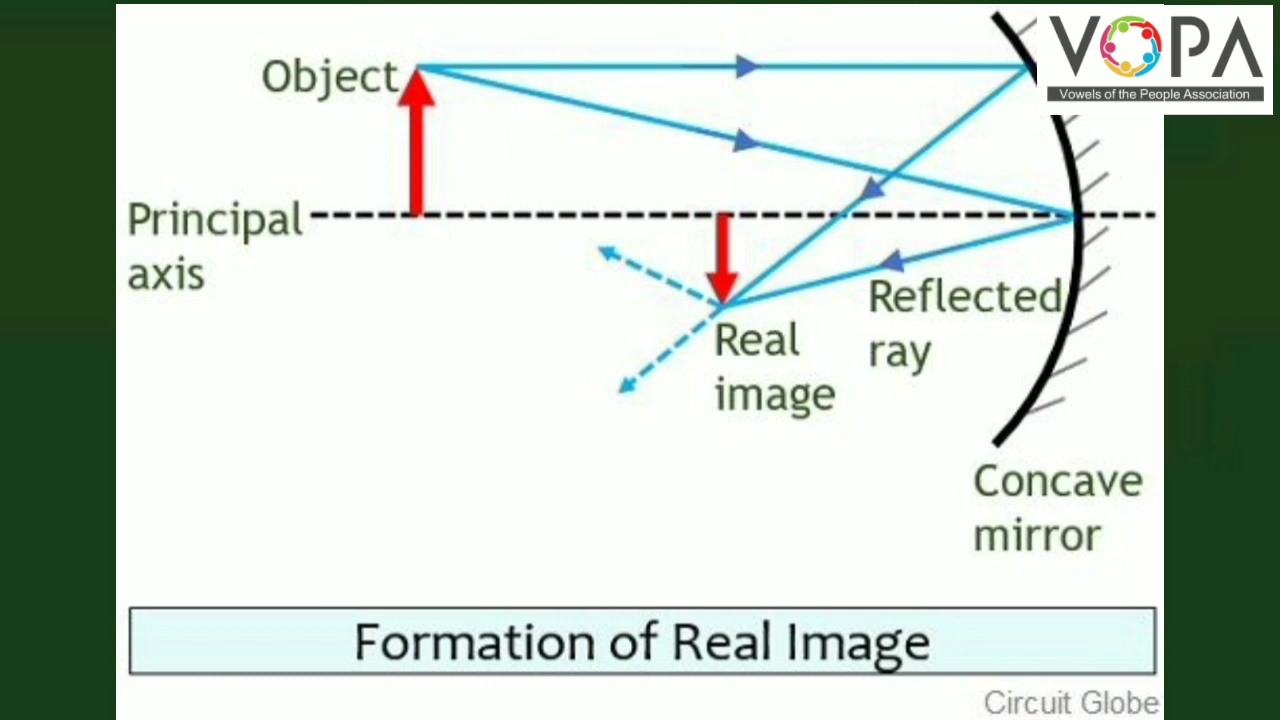 VOPA
Vowels of the People Association
Object
Principal
axis
Reflected
ray
Real
image
Concave
mirror
Formation of Real Image
Circuit Globe